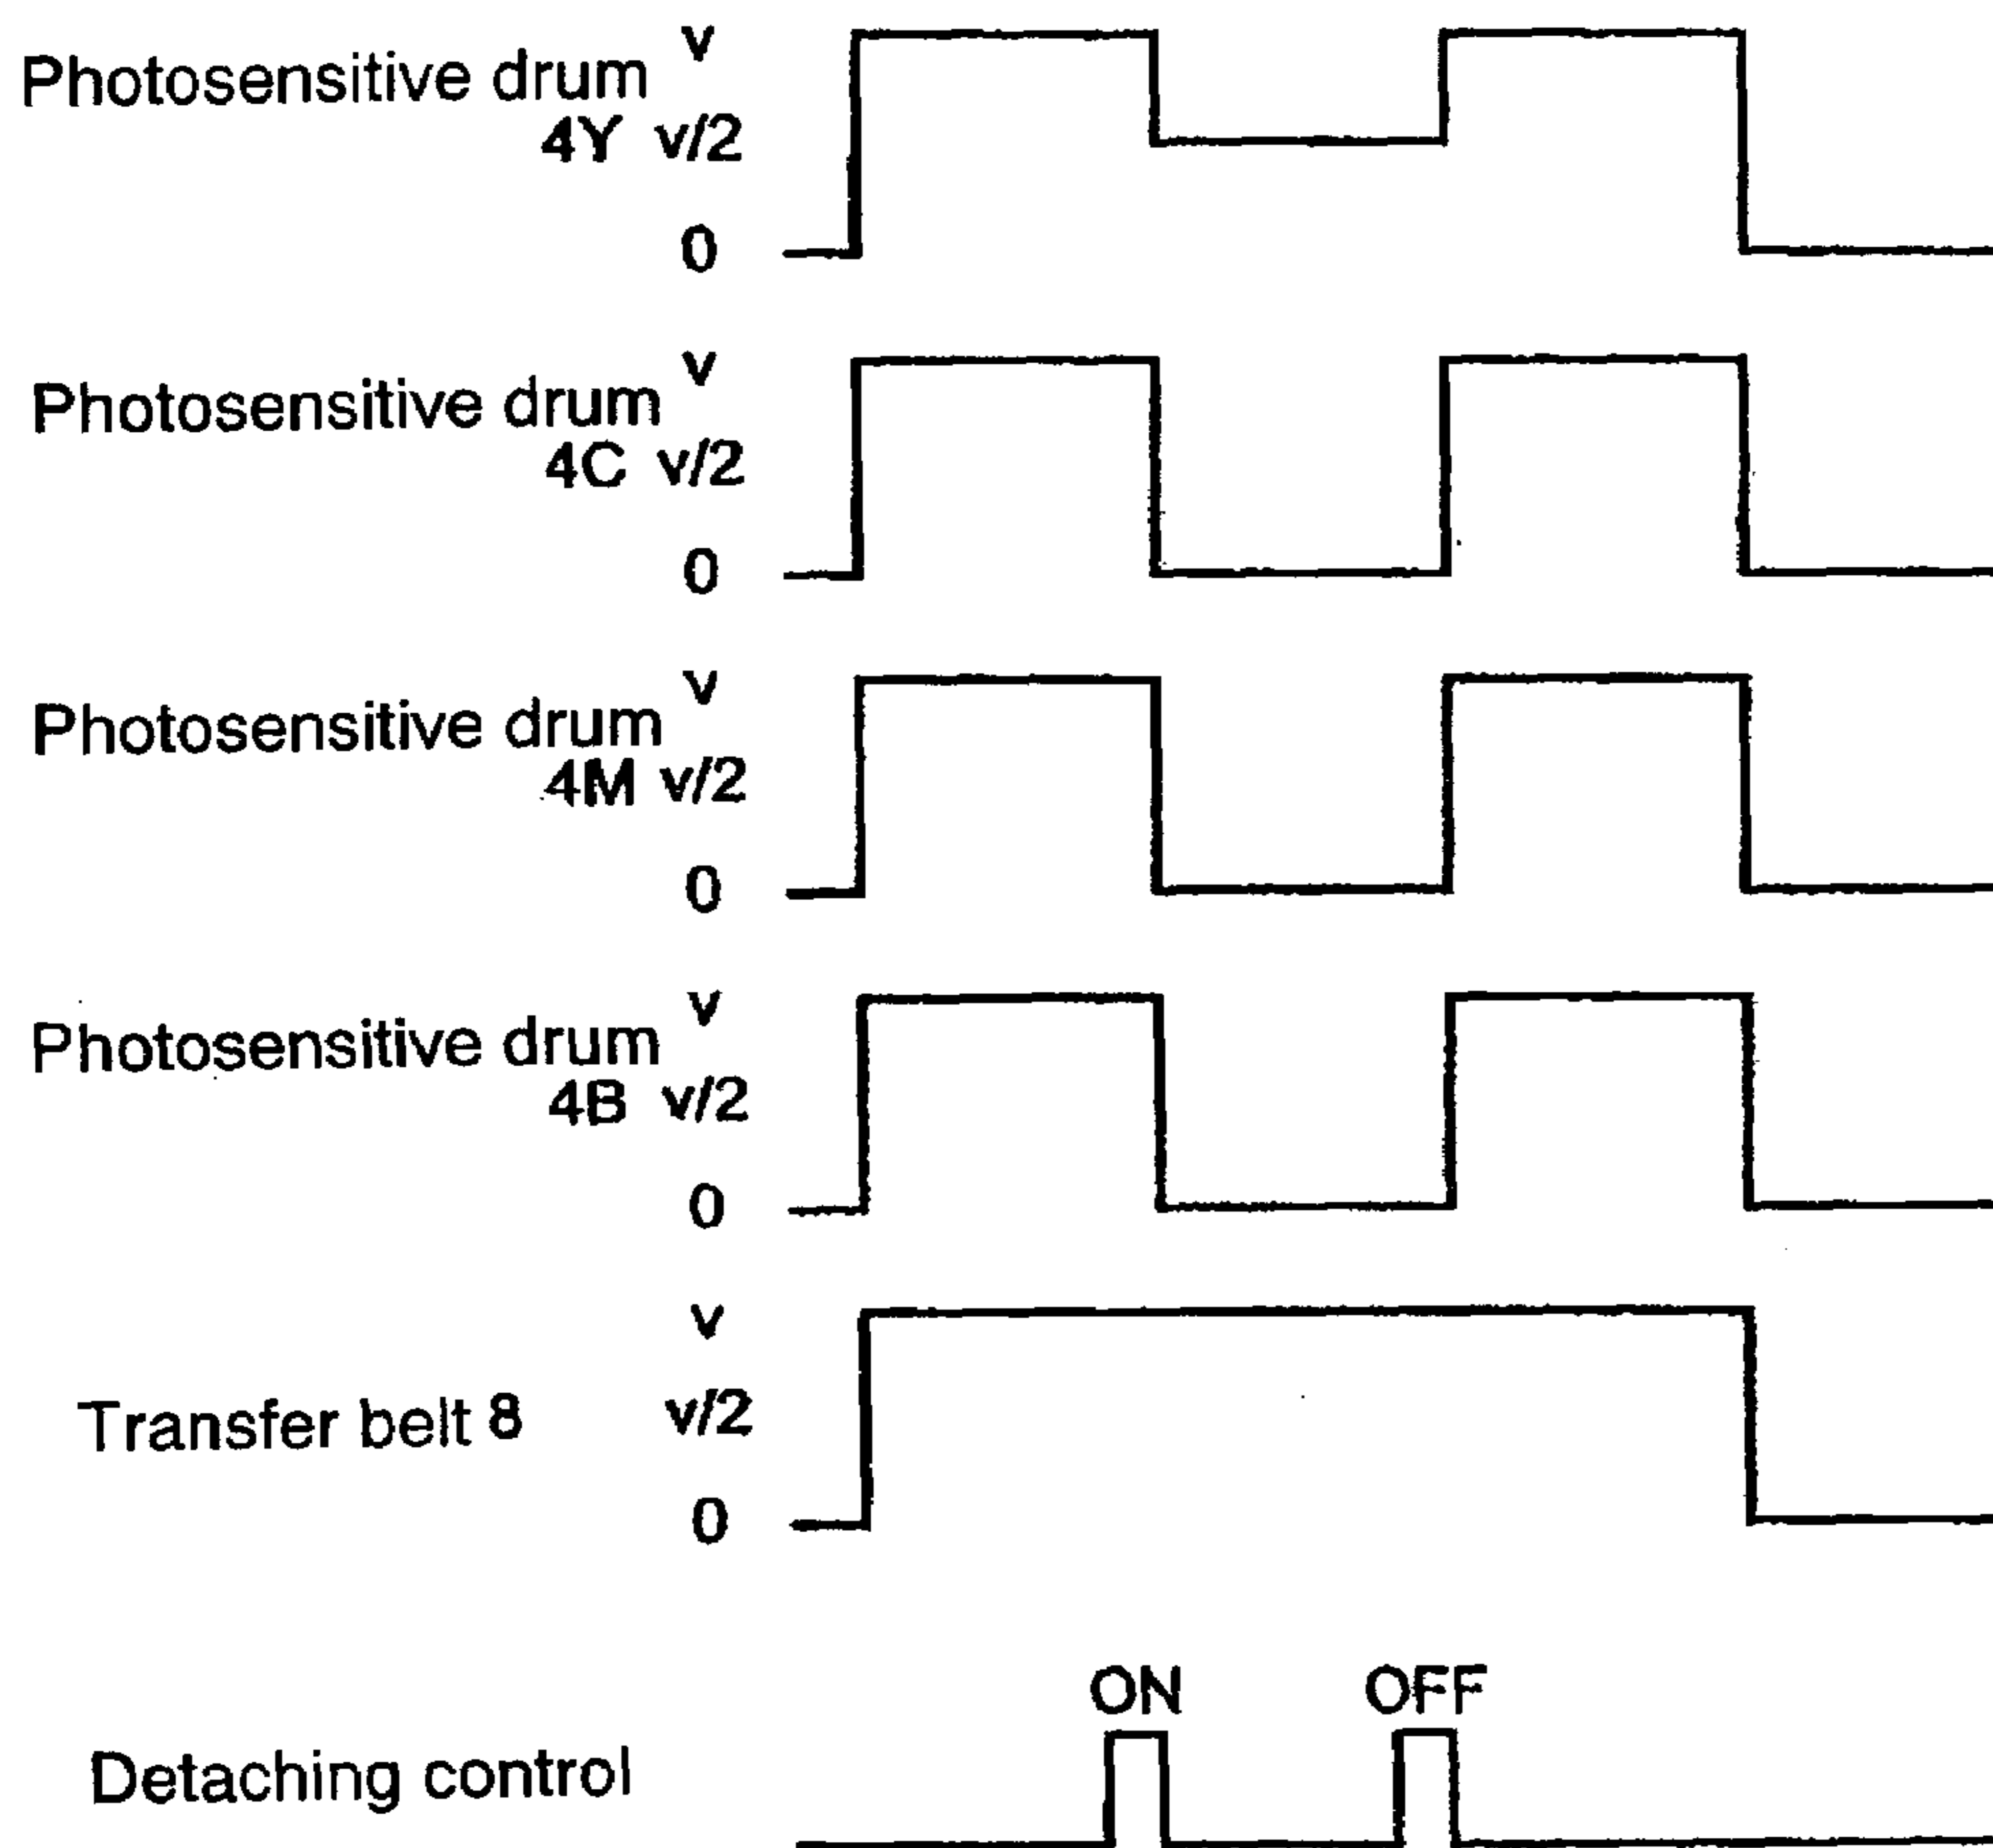 v
Photosensitive drum
4Y v/2
0
v
Photosensitive drum
4C v/2
0
v
Photosensitive drum
4M v/2
0
v
Photosensitive drum
4B v/2
0
v
Transfer belt 8 v/2
0
ON OFF
Detaching control